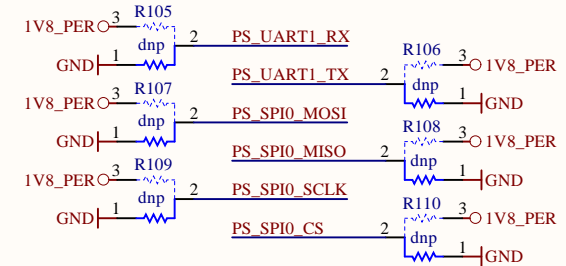 R105
1V8_PER 3
2 PS_UART1_RX
dnp
GND 1
R106
3 1V8_PER
PS_UART1_TX 2
dnp
1 GND
R107
1V8_PER 3
2 PS_SPI0_MOSI
dnp
GND 1
R108
3 1V8_PER
PS_SPI0_MISO 2
dnp
1 GND
R109
1V8_PER 3
2 PS_SPI0_SCLK
dnp
GND 1
R110
3 1V8_PER
PS_SPI0_CS 2
dnp
1 GND